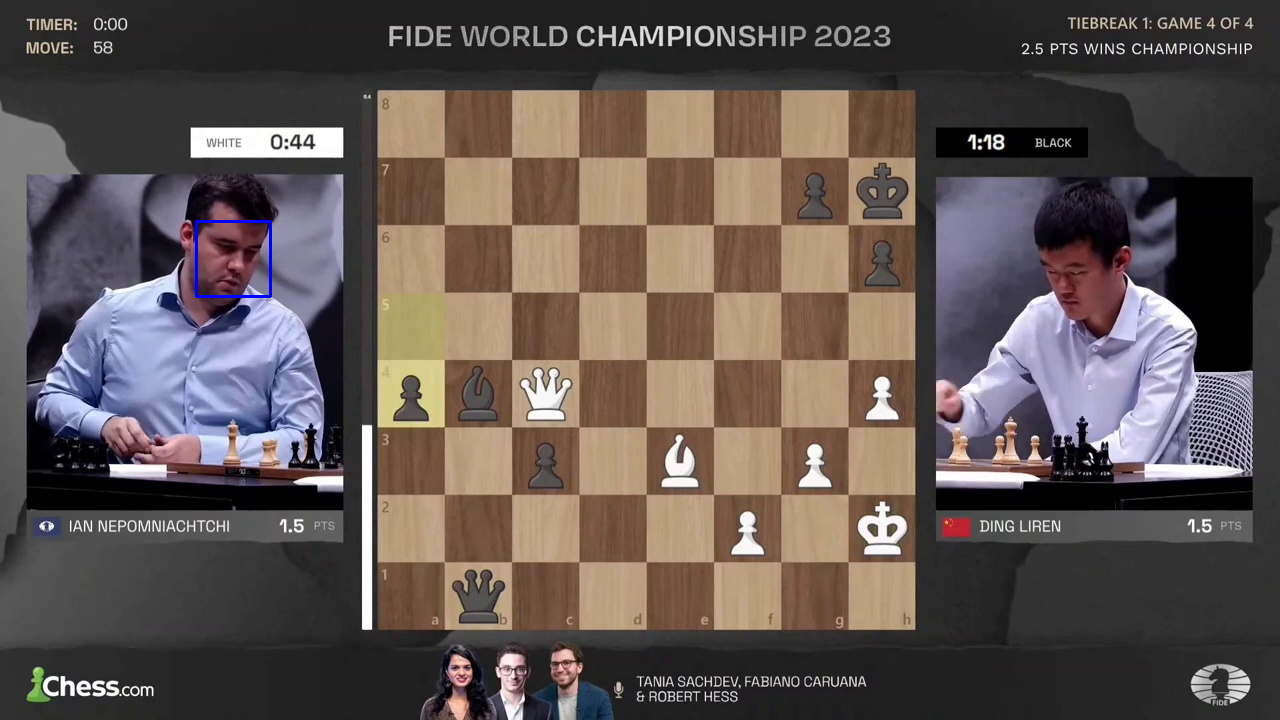 TIMER: 0:00
MOVE: 58
FIDE WORLD CHAMPIONSHIP 2023
TIEBREAK 1: GAME 4 OF 4
2.5 PTS WINS CHAMPIONSHIP
WHITE 0:44
1:18 BLACK
0.4
8
7
6
5
4
3
2
1
a b c d e f g h
IAN NEPOMNIACHTCHI 1.5 PTS
DING LIREN 1.5 PTS
Chess.com
TANIA SACHDEV, FABIANO CARUANA
& ROBERT HESS
FIDE